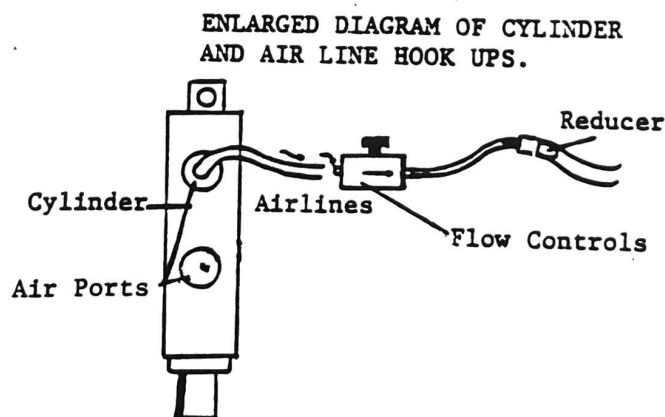 ENLARGED DIAGRAM OF CYLINDER
AND AIR LINE HOOK UPS.
Reducer
Cylinder
Airlines
Flow Controls
Air Ports